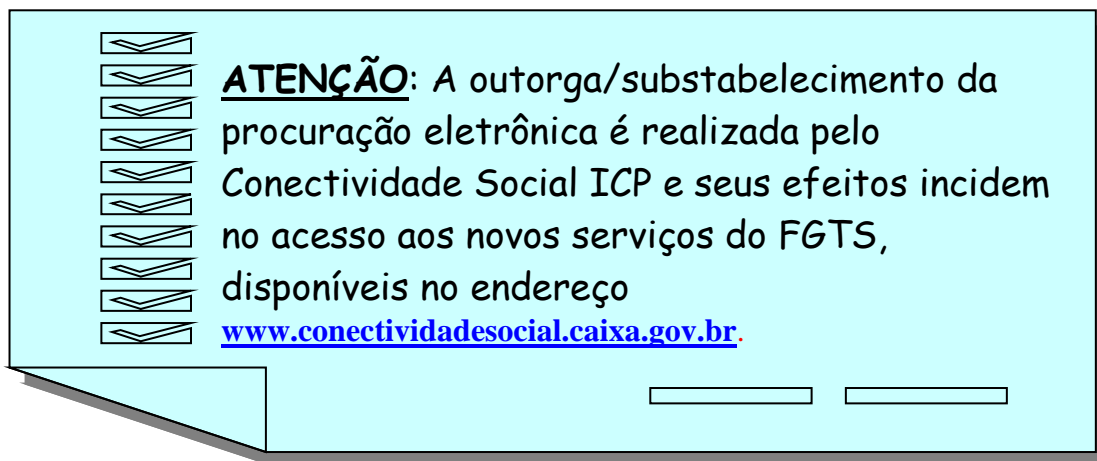 ATENÇÃO: A outorga/substabelecimento da
procuração eletrônica é realizada pelo
Conectividade Social ICP e seus efeitos incidem
no acesso aos novos serviços do FGTS,
disponíveis no endereço
www.conectividadesocial.caixa.gov.br.